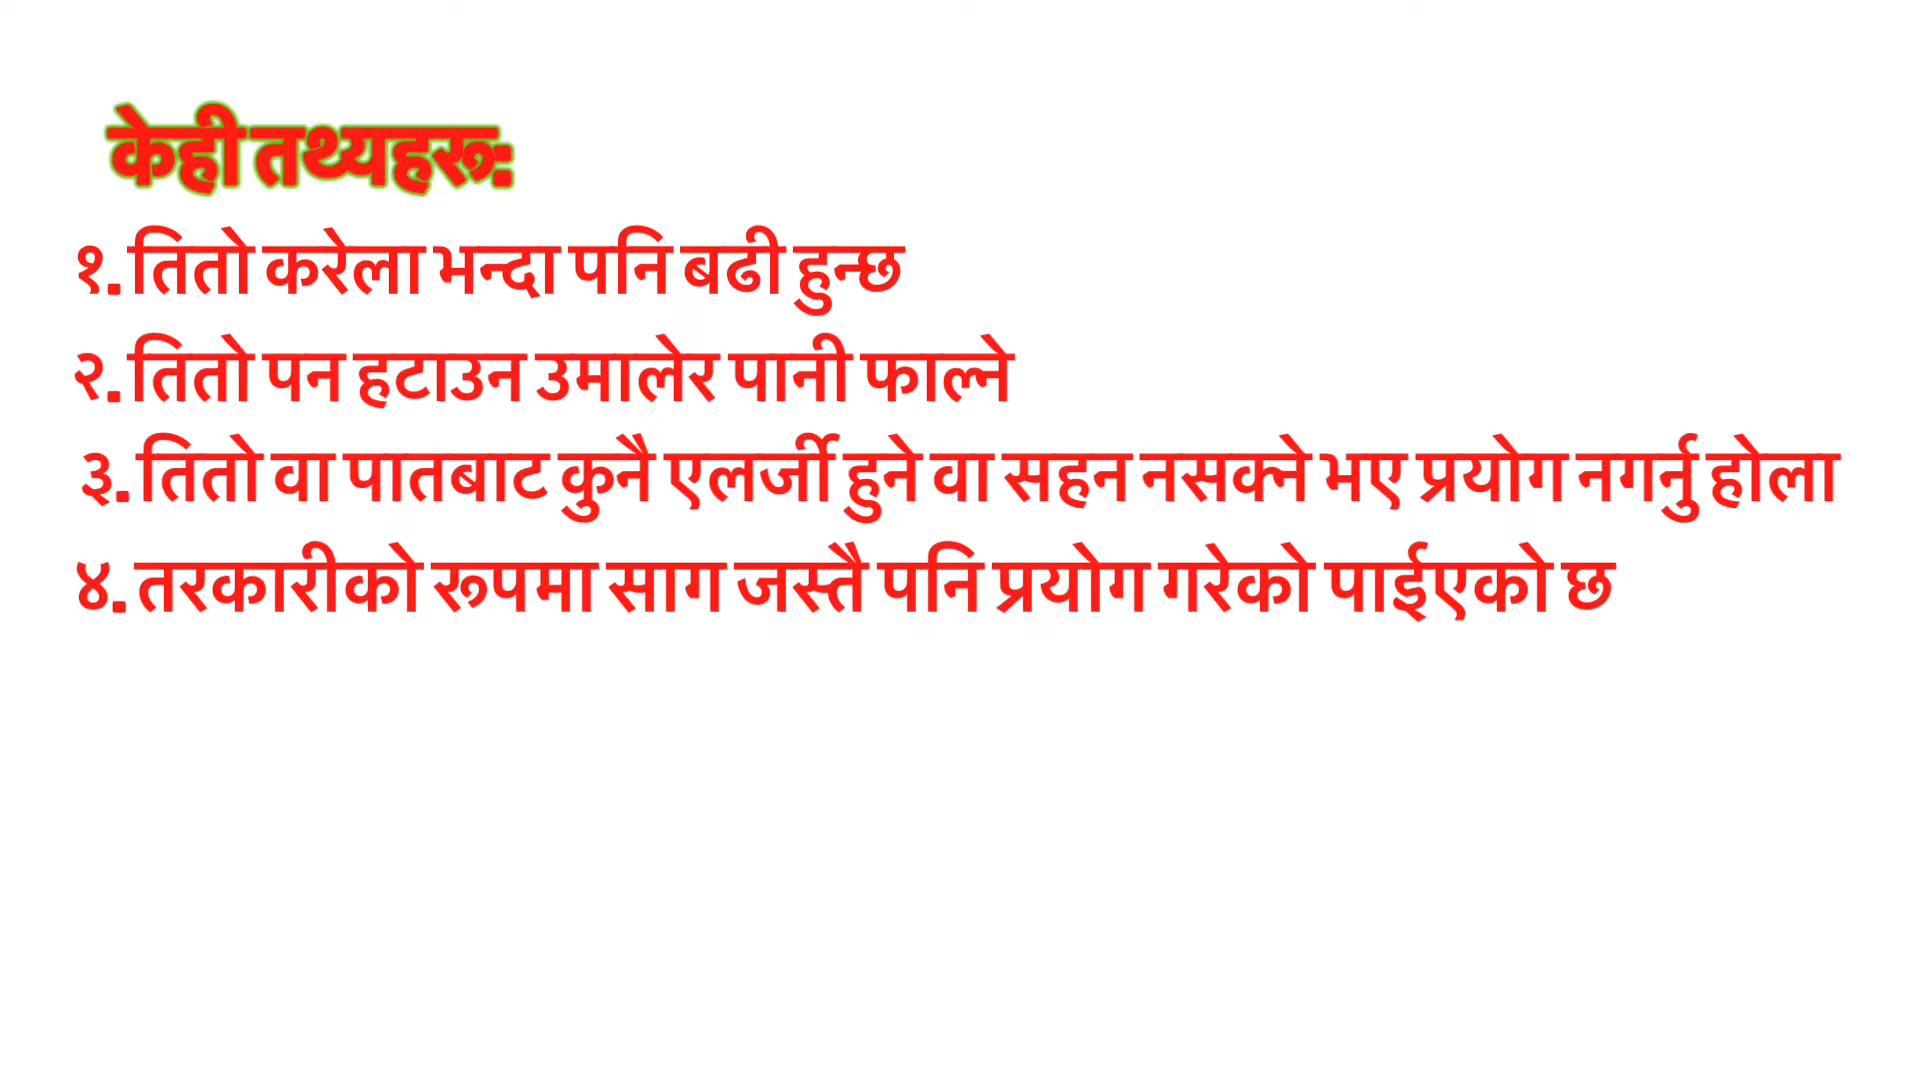 केही तथ्यहरू:
१. तितो करेला भन्दा पनि बढी हुन्छ
२. तितो पन हटाउन उमालेर पानी फाल्ने
३. तितो वा पातबाट कुनै एलर्जी हुने वा सहन नसक्ने भए प्रयोग नगर्नु होला
४. तरकारीको रूपमा साग जस्तै पनि प्रयोग गरेको पाईएको छ